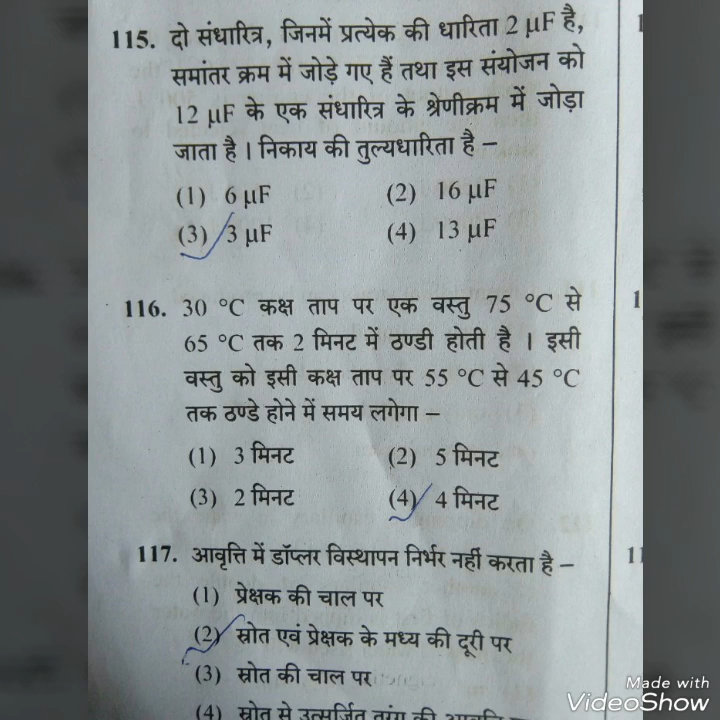 115. दो संधारित्र, जिनमें प्रत्येक की धारिता 2 μF है,
समांतर क्रम में जोड़े गए हैं तथा इस संयोजन को
12 μF के एक संधारित्र के श्रेणीक्रम में जोड़ा
जाता है । निकाय की तुल्यधारिता है –
(1) 6 μF (2) 16 μF
(3) 3 μF (4) 13 μF
116. 30 °C कक्ष ताप पर एक वस्तु 75 °C से
65 °C तक 2 मिनट में ठण्डी होती है । इसी
वस्तु को इसी कक्ष ताप पर 55 °C से 45 °C
तक ठण्डे होने में समय लगेगा –
(1) 3 मिनट (2) 5 मिनट
(3) 2 मिनट (4) 4 मिनट
117. आवृत्ति में डॉप्लर विस्थापन निर्भर नहीं करता है –
(1) प्रेक्षक की चाल पर
(2) स्रोत एवं प्रेक्षक के मध्य की दूरी पर
(3) स्रोत की चाल पर
(4) स्रोत से उत्सर्जित तरंग की
Made with
VideoShow